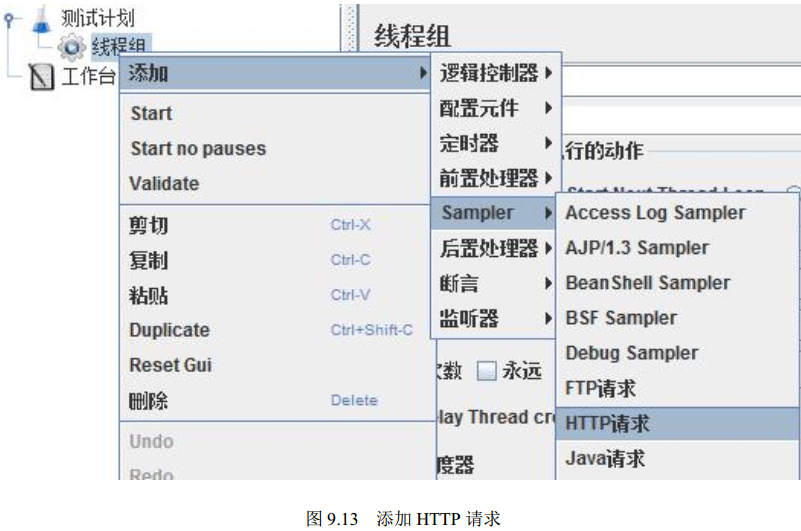 测试计划
线程组
工作台
线程组
添加
Start
Start no pauses
Validate
剪切 Ctrl-X
复制 Ctrl-C
粘贴 Ctrl-V
Duplicate Ctrl+Shift-C
Reset Gui
删除 Delete
Undo
Redo
逻辑控制器
配置元件
定时器
前置处理器
Sampler
后置处理器
断言
监听器
行的动作
Start Next Thread Loop
Access Log Sampler
AJP/1.3 Sampler
BeanShell Sampler
BSF Sampler
Debug Sampler
FTP请求
HTTP请求
Java请求
数 永远
lay Thread cre
度器
图 9.13 添加 HTTP 请求